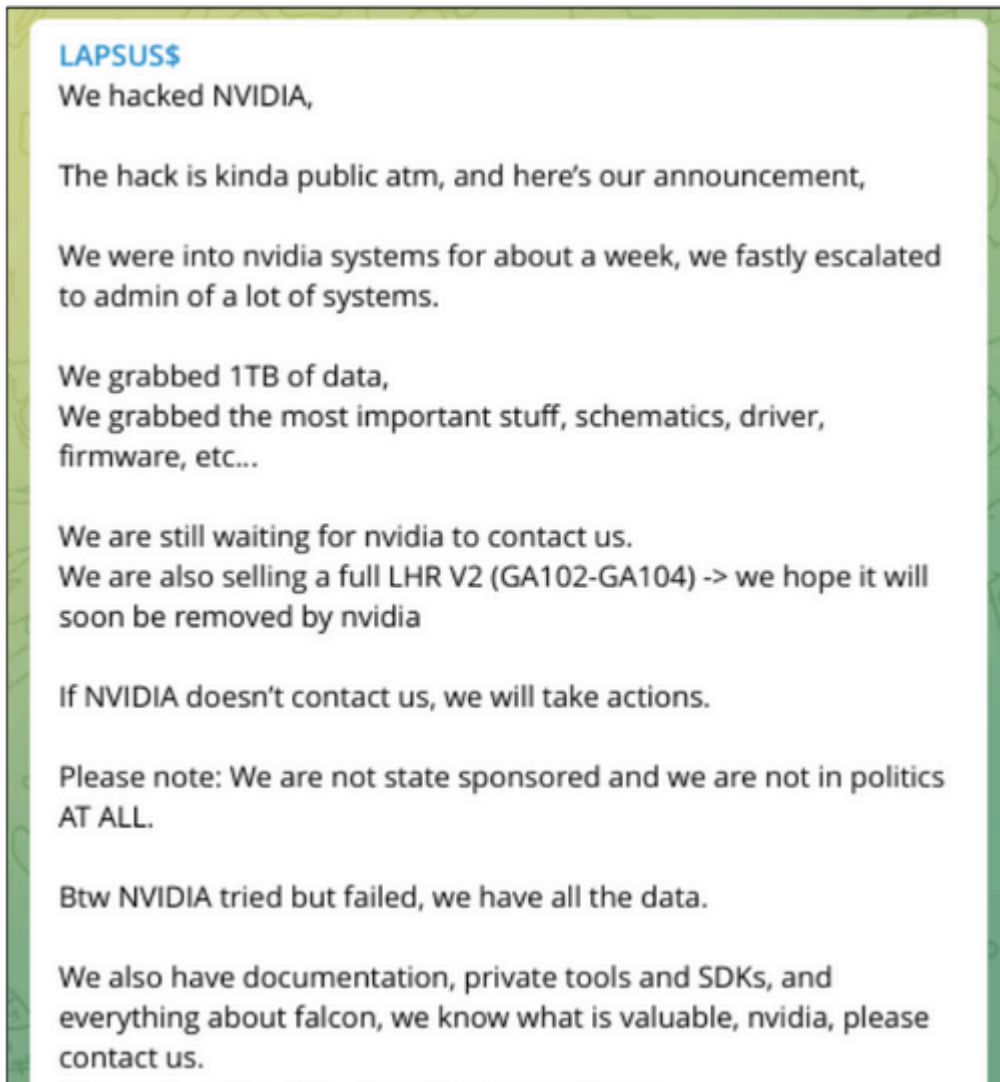 LAPSUS$
We hacked NVIDIA,
The hack is kinda public atm, and here's our announcement,
We were into nvidia systems for about a week, we fastly escalated
to admin of a lot of systems.
We grabbed 1TB of data,
We grabbed the most important stuff, schematics, driver,
firmware, etc...
We are still waiting for nvidia to contact us.
We are also selling a full LHR V2 (GA102-GA104) -> we hope it will
soon be removed by nvidia
If NVIDIA doesn't contact us, we will take actions.
Please note: We are not state sponsored and we are not in politics
AT ALL.
Btw NVIDIA tried but failed, we have all the data.
We also have documentation, private tools and SDKs, and
everything about falcon, we know what is valuable, nvidia, please
contact us.